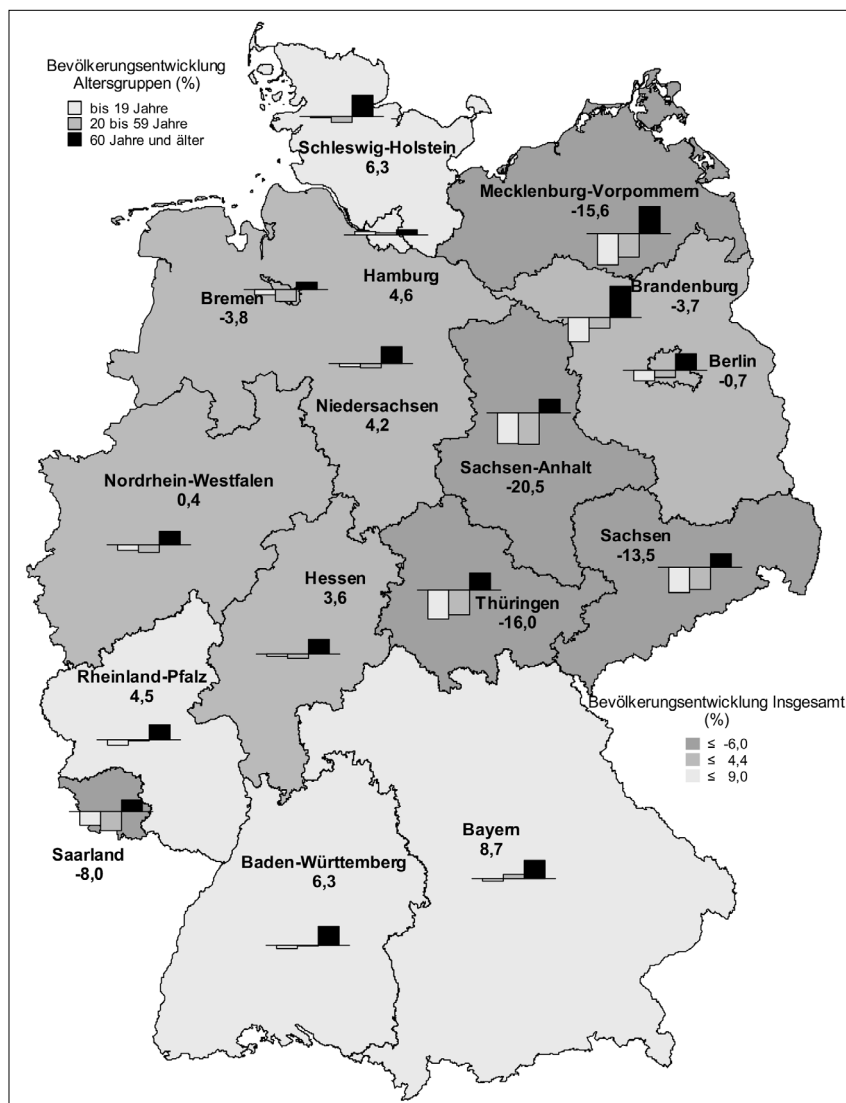 Bevölkerungsentwicklung
Altersgruppen (%)
bis 19 Jahre
20 bis 59 Jahre
60 Jahre und älter
Schleswig-Holstein
6,3
Mecklenburg-Vorpommern
-15,6
Hamburg
4,6
Bremen
-3,8
Brandenburg
-3,7
Berlin
-0,7
Niedersachsen
4,2
Sachsen-Anhalt
-20,5
Nordrhein-Westfalen
0,4
Sachsen
-13,5
Hessen
3,6
Thüringen
-16,0
Rheinland-Pfalz
4,5
Bevölkerungsentwicklung Insgesamt
(%)
≤ -6,0
≤ 4,4
≤ 9,0
Saarland
-8,0
Baden-Württemberg
6,3
Bayern
8,7